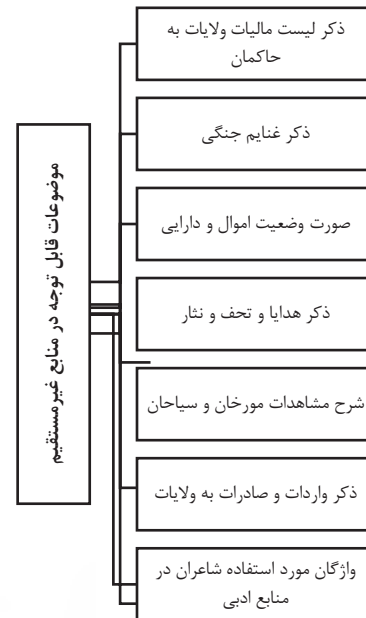 موضوعات قابل توجه در منابع غیرمستقیم
ذکر لیست مالیات ولایات به
حاکمان
ذکر غنایم جنگی
صورت وضعیت اموال و دارایی
ذکر هدایا و تحف و نثار
شرح مشاهدات مورخان و سیاحان
ذکر واردات و صادرات به ولایات
واژگان مورد استفاده شاعران در
منابع ادبی